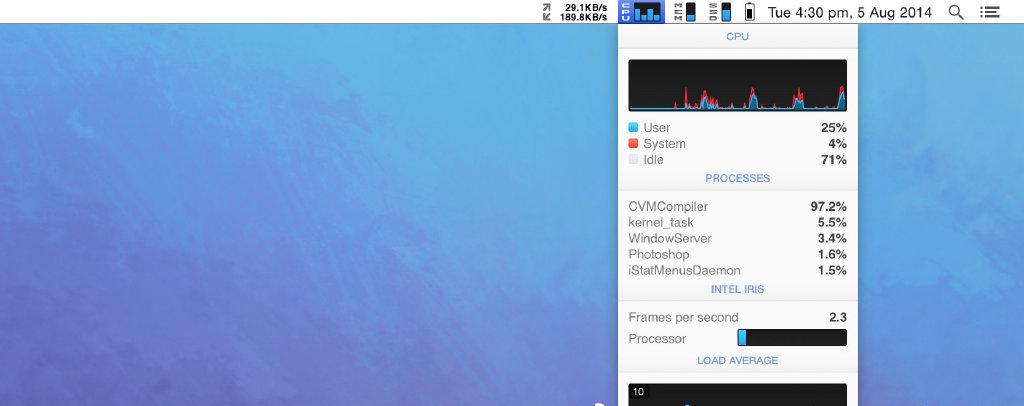 29.1KB/s
189.8KB/s
CPU
MEM
SSD
Tue 4:30 pm, 5 Aug 2014
CPU
User 25%
System 4%
Idle 71%
PROCESSES
CVMCompiler 97.2%
kernel_task 5.5%
WindowServer 3.4%
Photoshop 1.6%
iStatMenusDaemon 1.5%
INTEL IRIS
Frames per second 2.3
Processor
LOAD AVERAGE
10